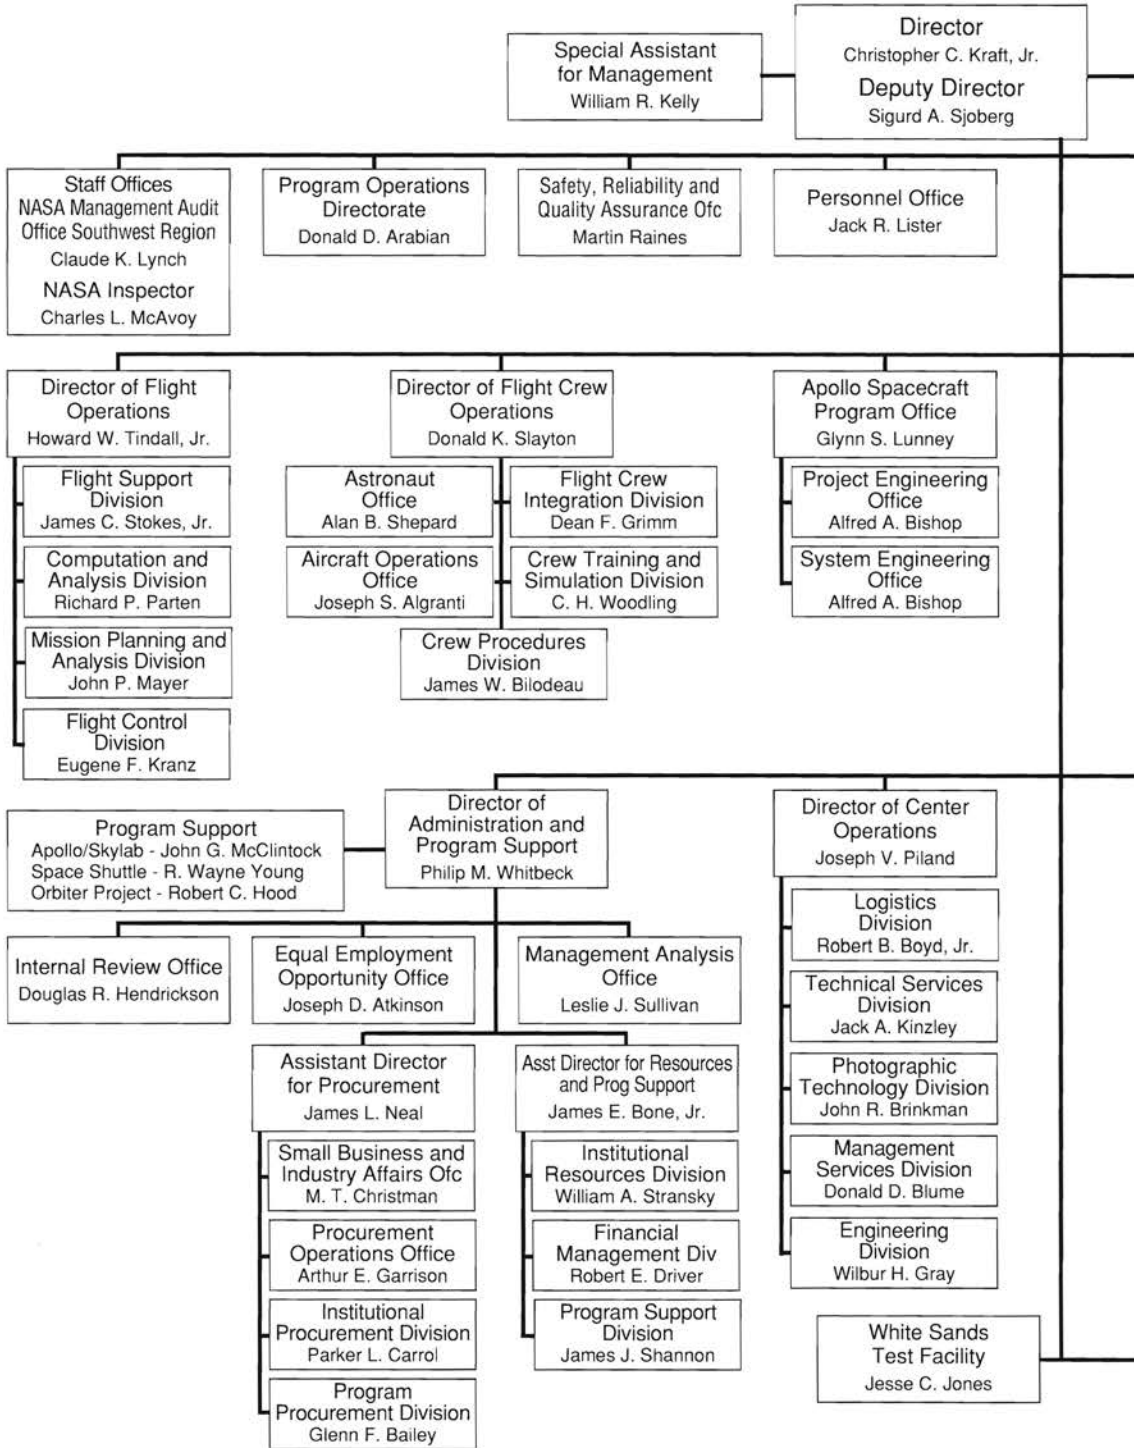 Director
Christopher C. Kraft, Jr.
Deputy Director
Sigurd A. Sjoberg
Special Assistant
for Management
William R. Kelly
Staff Offices
NASA Management Audit
Office Southwest Region
Claude K. Lynch
NASA Inspector
Charles L. McAvoy
Program Operations
Directorate
Donald D. Arabian
Safety, Reliability and
Quality Assurance Ofc
Martin Raines
Personnel Office
Jack R. Lister
Director of Flight
Operations
Howard W. Tindall, Jr.
Flight Support
Division
James C. Stokes, Jr.
Computation and
Analysis Division
Richard P. Parten
Mission Planning and
Analysis Division
John P. Mayer
Flight Control
Division
Eugene F. Kranz
Director of Flight Crew
Operations
Donald K. Slayton
Astronaut
Office
Alan B. Shepard
Flight Crew
Integration Division
Dean F. Grimm
Aircraft Operations
Office
Joseph S. Algranti
Crew Training and
Simulation Division
C. H. Woodling
Crew Procedures
Division
James W. Bilodeau
Apollo Spacecraft
Program Office
Glynn S. Lunney
Project Engineering
Office
Alfred A. Bishop
System Engineering
Office
Alfred A. Bishop
Program Support
Apollo/Skylab - John G. McClintock
Space Shuttle - R. Wayne Young
Orbiter Project - Robert C. Hood
Director of
Administration and
Program Support
Philip M. Whitbeck
Internal Review Office
Douglas R. Hendrickson
Equal Employment
Opportunity Office
Joseph D. Atkinson
Management Analysis
Office
Leslie J. Sullivan
Assistant Director
for Procurement
James L. Neal
Small Business and
Industry Affairs Ofc
M. T. Christman
Procurement
Operations Office
Arthur E. Garrison
Institutional
Procurement Division
Parker L. Carrol
Program
Procurement Division
Glenn F. Bailey
Asst Director for Resources
and Prog Support
James E. Bone, Jr.
Institutional
Resources Division
William A. Stransky
Financial
Management Div
Robert E. Driver
Program Support
Division
James J. Shannon
Director of Center
Operations
Joseph V. Piland
Logistics
Division
Robert B. Boyd, Jr.
Technical Services
Division
Jack A. Kinzley
Photographic
Technology Division
John R. Brinkman
Management
Services Division
Donald D. Blume
Engineering
Division
Wilbur H. Gray
White Sands
Test Facility
Jesse C. Jones